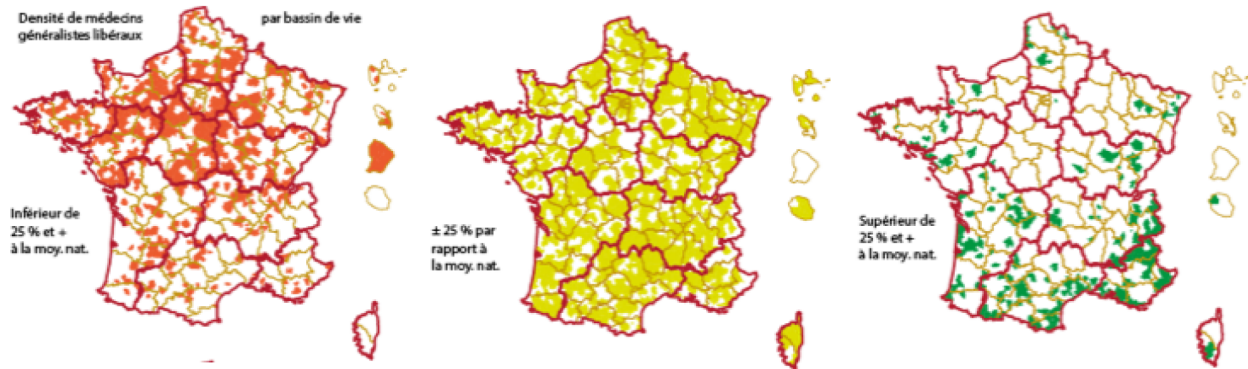 Densité de médecins
généralistes libéraux
par bassin de vie
Inférieur de
25 % et +
à la moy. nat.
± 25 % par
rapport à
la moy. nat.
Supérieur de
25 % et +
à la moy. nat.